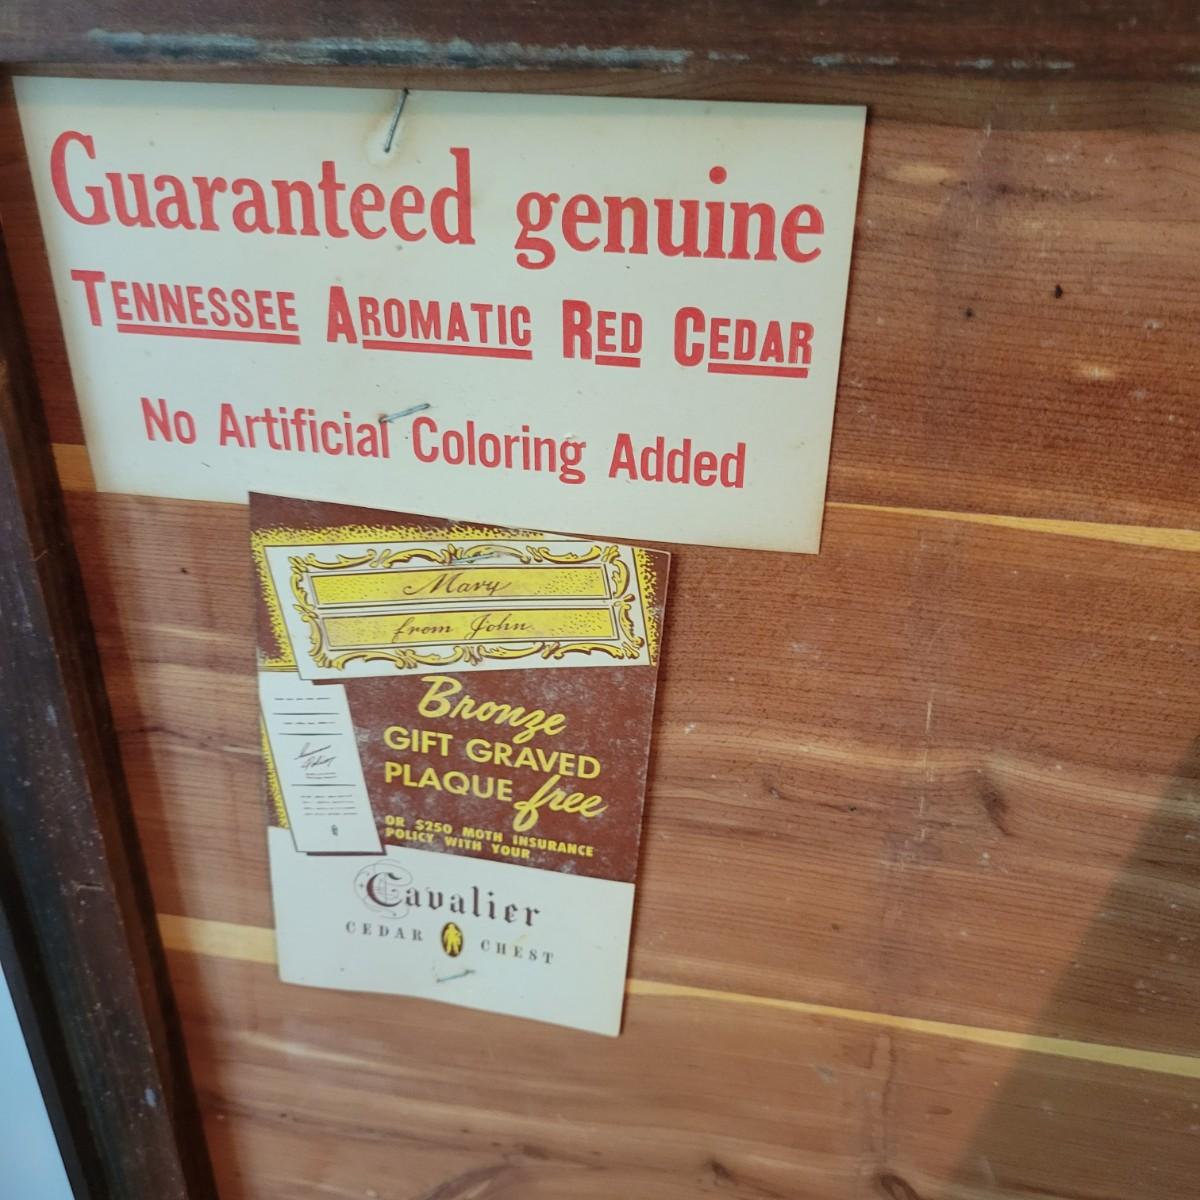 Guaranteed genuine
TENNESSEE AROMATIC RED CEDAR
No Artificial Coloring Added
Mary
from John
Bronze
GIFT GRAVED
PLAQUE free
OR $250 MOTH INSURANCE
POLICY WITH YOUR
Cavalier
CEDAR CHEST